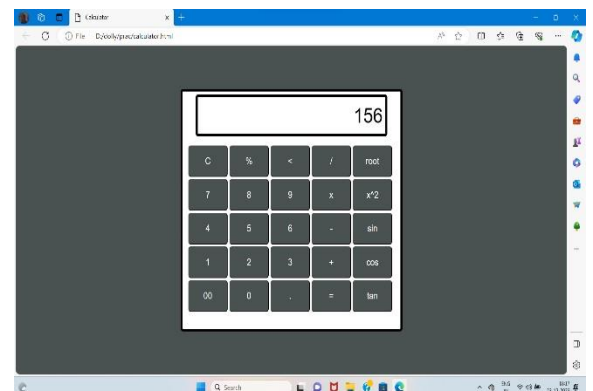 Calculator
File D:/dolly/prac/calculator.html
156
C % < / root
7 8 9 x x^2
4 5 6 - sin
1 2 3 + cos
00 0 . = tan
Search